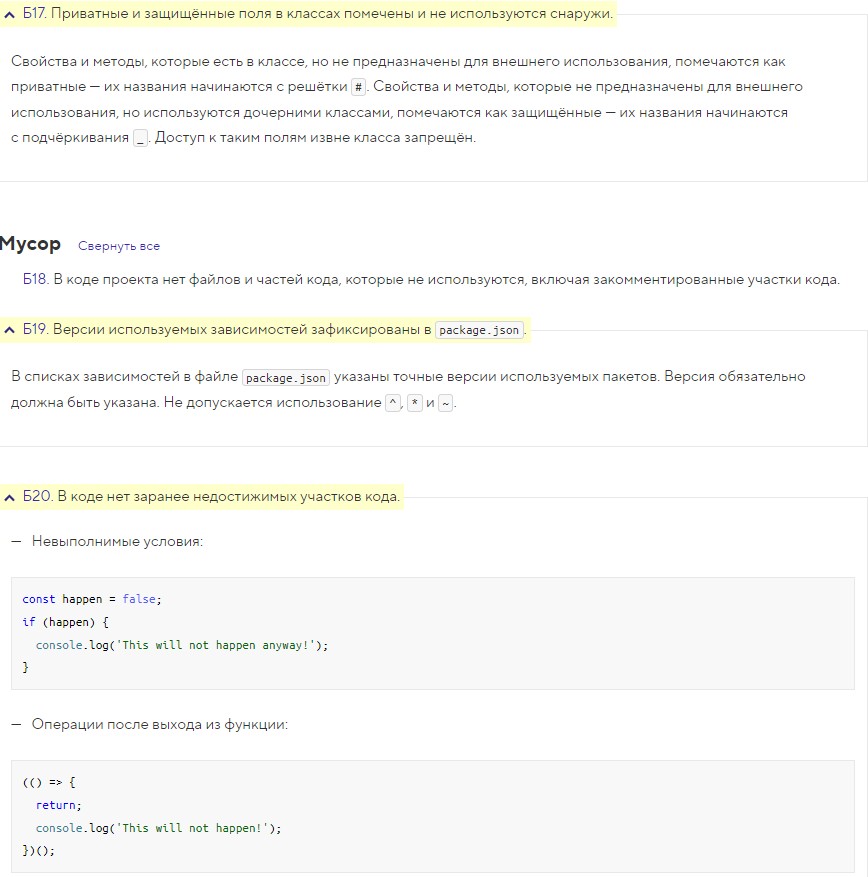 Б17. Приватные и защищённые поля в классах помечены и не используются снаружи.
Свойства и методы, которые есть в классе, но не предназначены для внешнего использования, помечаются как
приватные — их названия начинаются с решётки #. Свойства и методы, которые не предназначены для внешнего
использования, но используются дочерними классами, помечаются как защищённые — их названия начинаются
с подчёркивания _. Доступ к таким полям извне класса запрещён.
Мусор Свернуть все
Б18. В коде проекта нет файлов и частей кода, которые не используются, включая закомментированные участки кода.
Б19. Версии используемых зависимостей зафиксированы в package.json.
В списках зависимостей в файле package.json указаны точные версии используемых пакетов. Версия обязательно
должна быть указана. Не допускается использование ^, * и ~.
Б20. В коде нет заранее недостижимых участков кода.
— Невыполнимые условия:
const happen = false;
if (happen) {
  console.log('This will not happen anyway!');
}
— Операции после выхода из функции:
(() => {
  return;
  console.log('This will not happen!');
})();